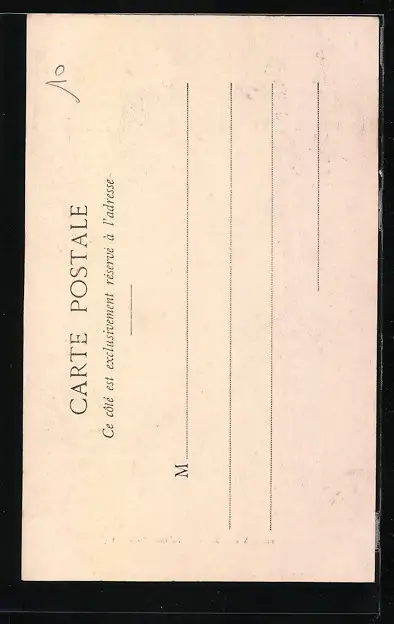 10
CARTE POSTALE
Ce côté est exclusivement réservé à l'adresse
M